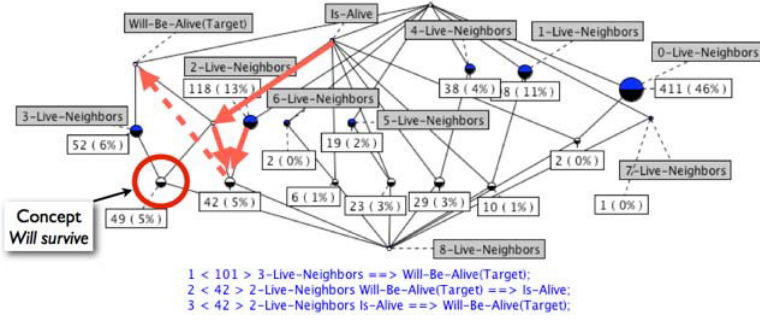 Is-Alive
Will-Be-Alive(Target)
4-Live-Neighbors
1-Live-Neighbors
0-Live-Neighbors
2-Live-Neighbors
118 ( 13%)
38 ( 4%)
8 ( 11%)
411 ( 46%)
6-Live-Neighbors
3-Live-Neighbors
5-Live-Neighbors
52 ( 6%)
19 ( 2%)
2 ( 0%)
2 ( 0%)
7-Live-Neighbors
49 ( 5%)
42 ( 5%)
6 ( 1%)
23 ( 3%)
29 ( 3%)
10 ( 1%)
1 ( 0%)
Concept
Will survive
8-Live-Neighbors
1 < 101 > 3-Live-Neighbors ==> Will-Be-Alive(Target);
2 < 42 > 2-Live-Neighbors Will-Be-Alive(Target) ==> Is-Alive;
3 < 42 > 2-Live-Neighbors Is-Alive ==> Will-Be-Alive(Target);